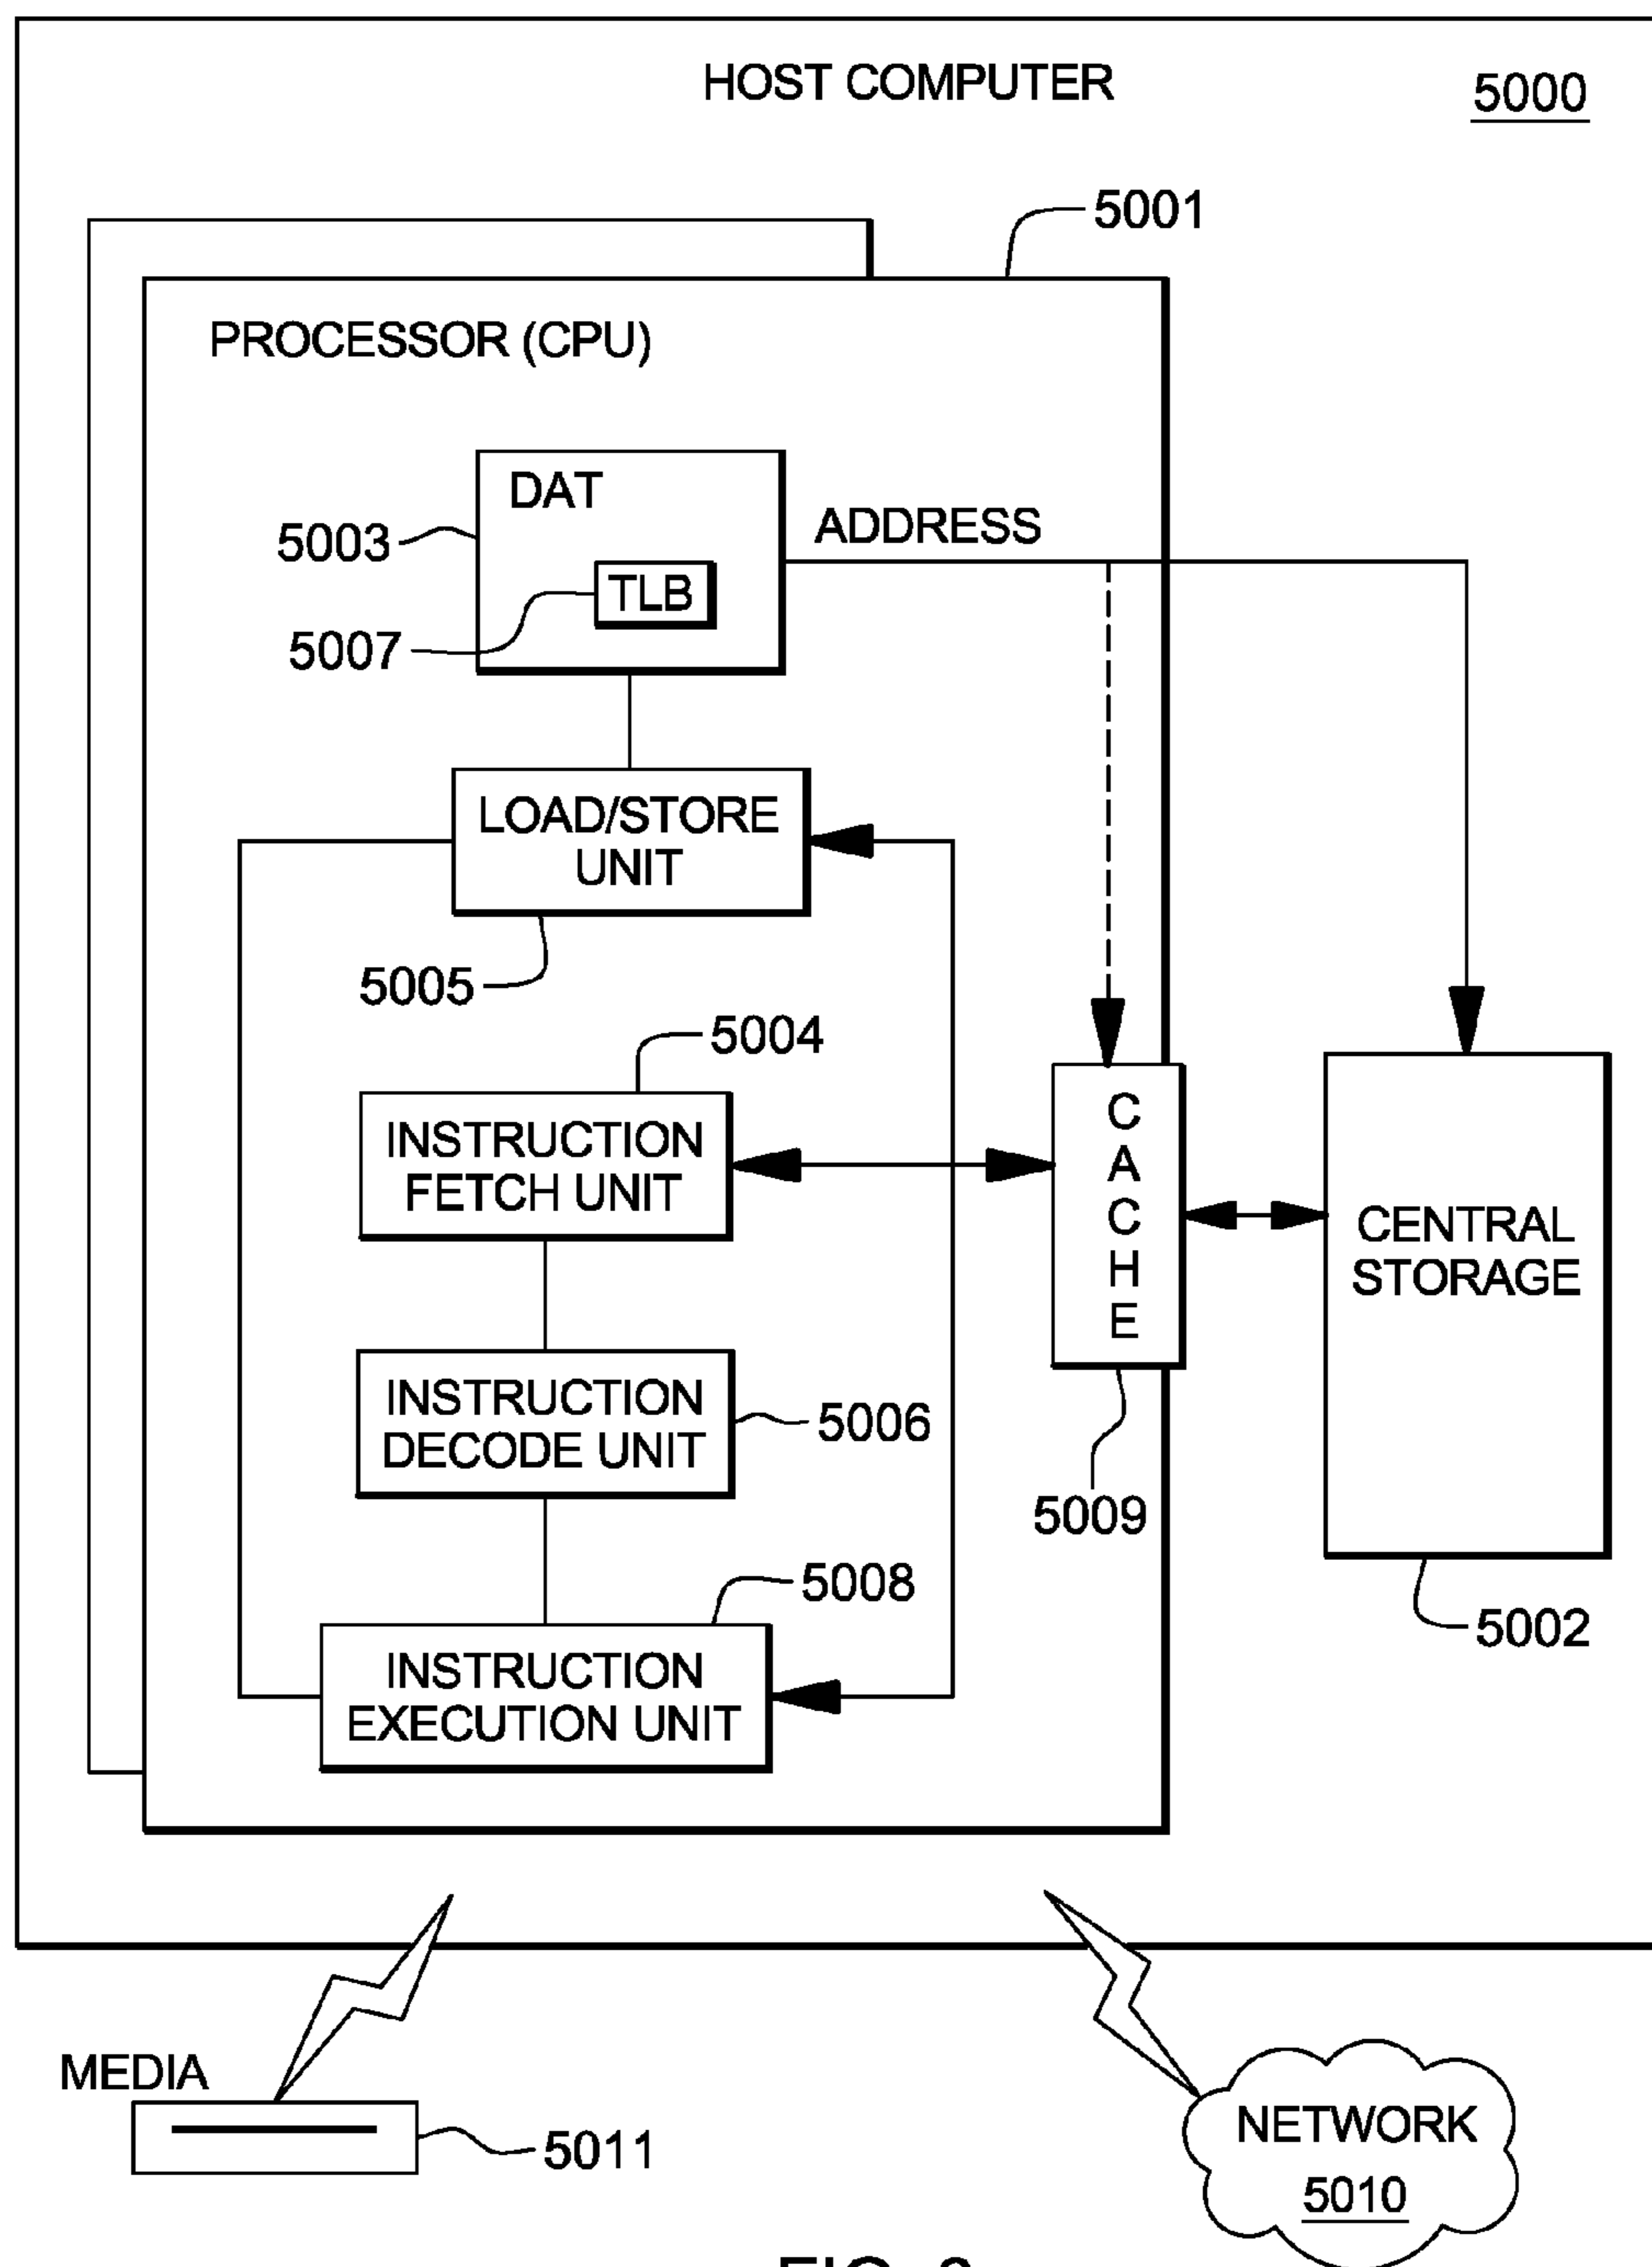 HOST COMPUTER
5000
5001
PROCESSOR (CPU)
DAT
5003
ADDRESS
TLB
5007
LOAD/STORE
UNIT
5005
5004
INSTRUCTION
FETCH UNIT
C
A
C
H
E
CENTRAL
STORAGE
INSTRUCTION
DECODE UNIT
5006
5009
5008
INSTRUCTION
EXECUTION UNIT
5002
MEDIA
5011
NETWORK
5010
FIG.